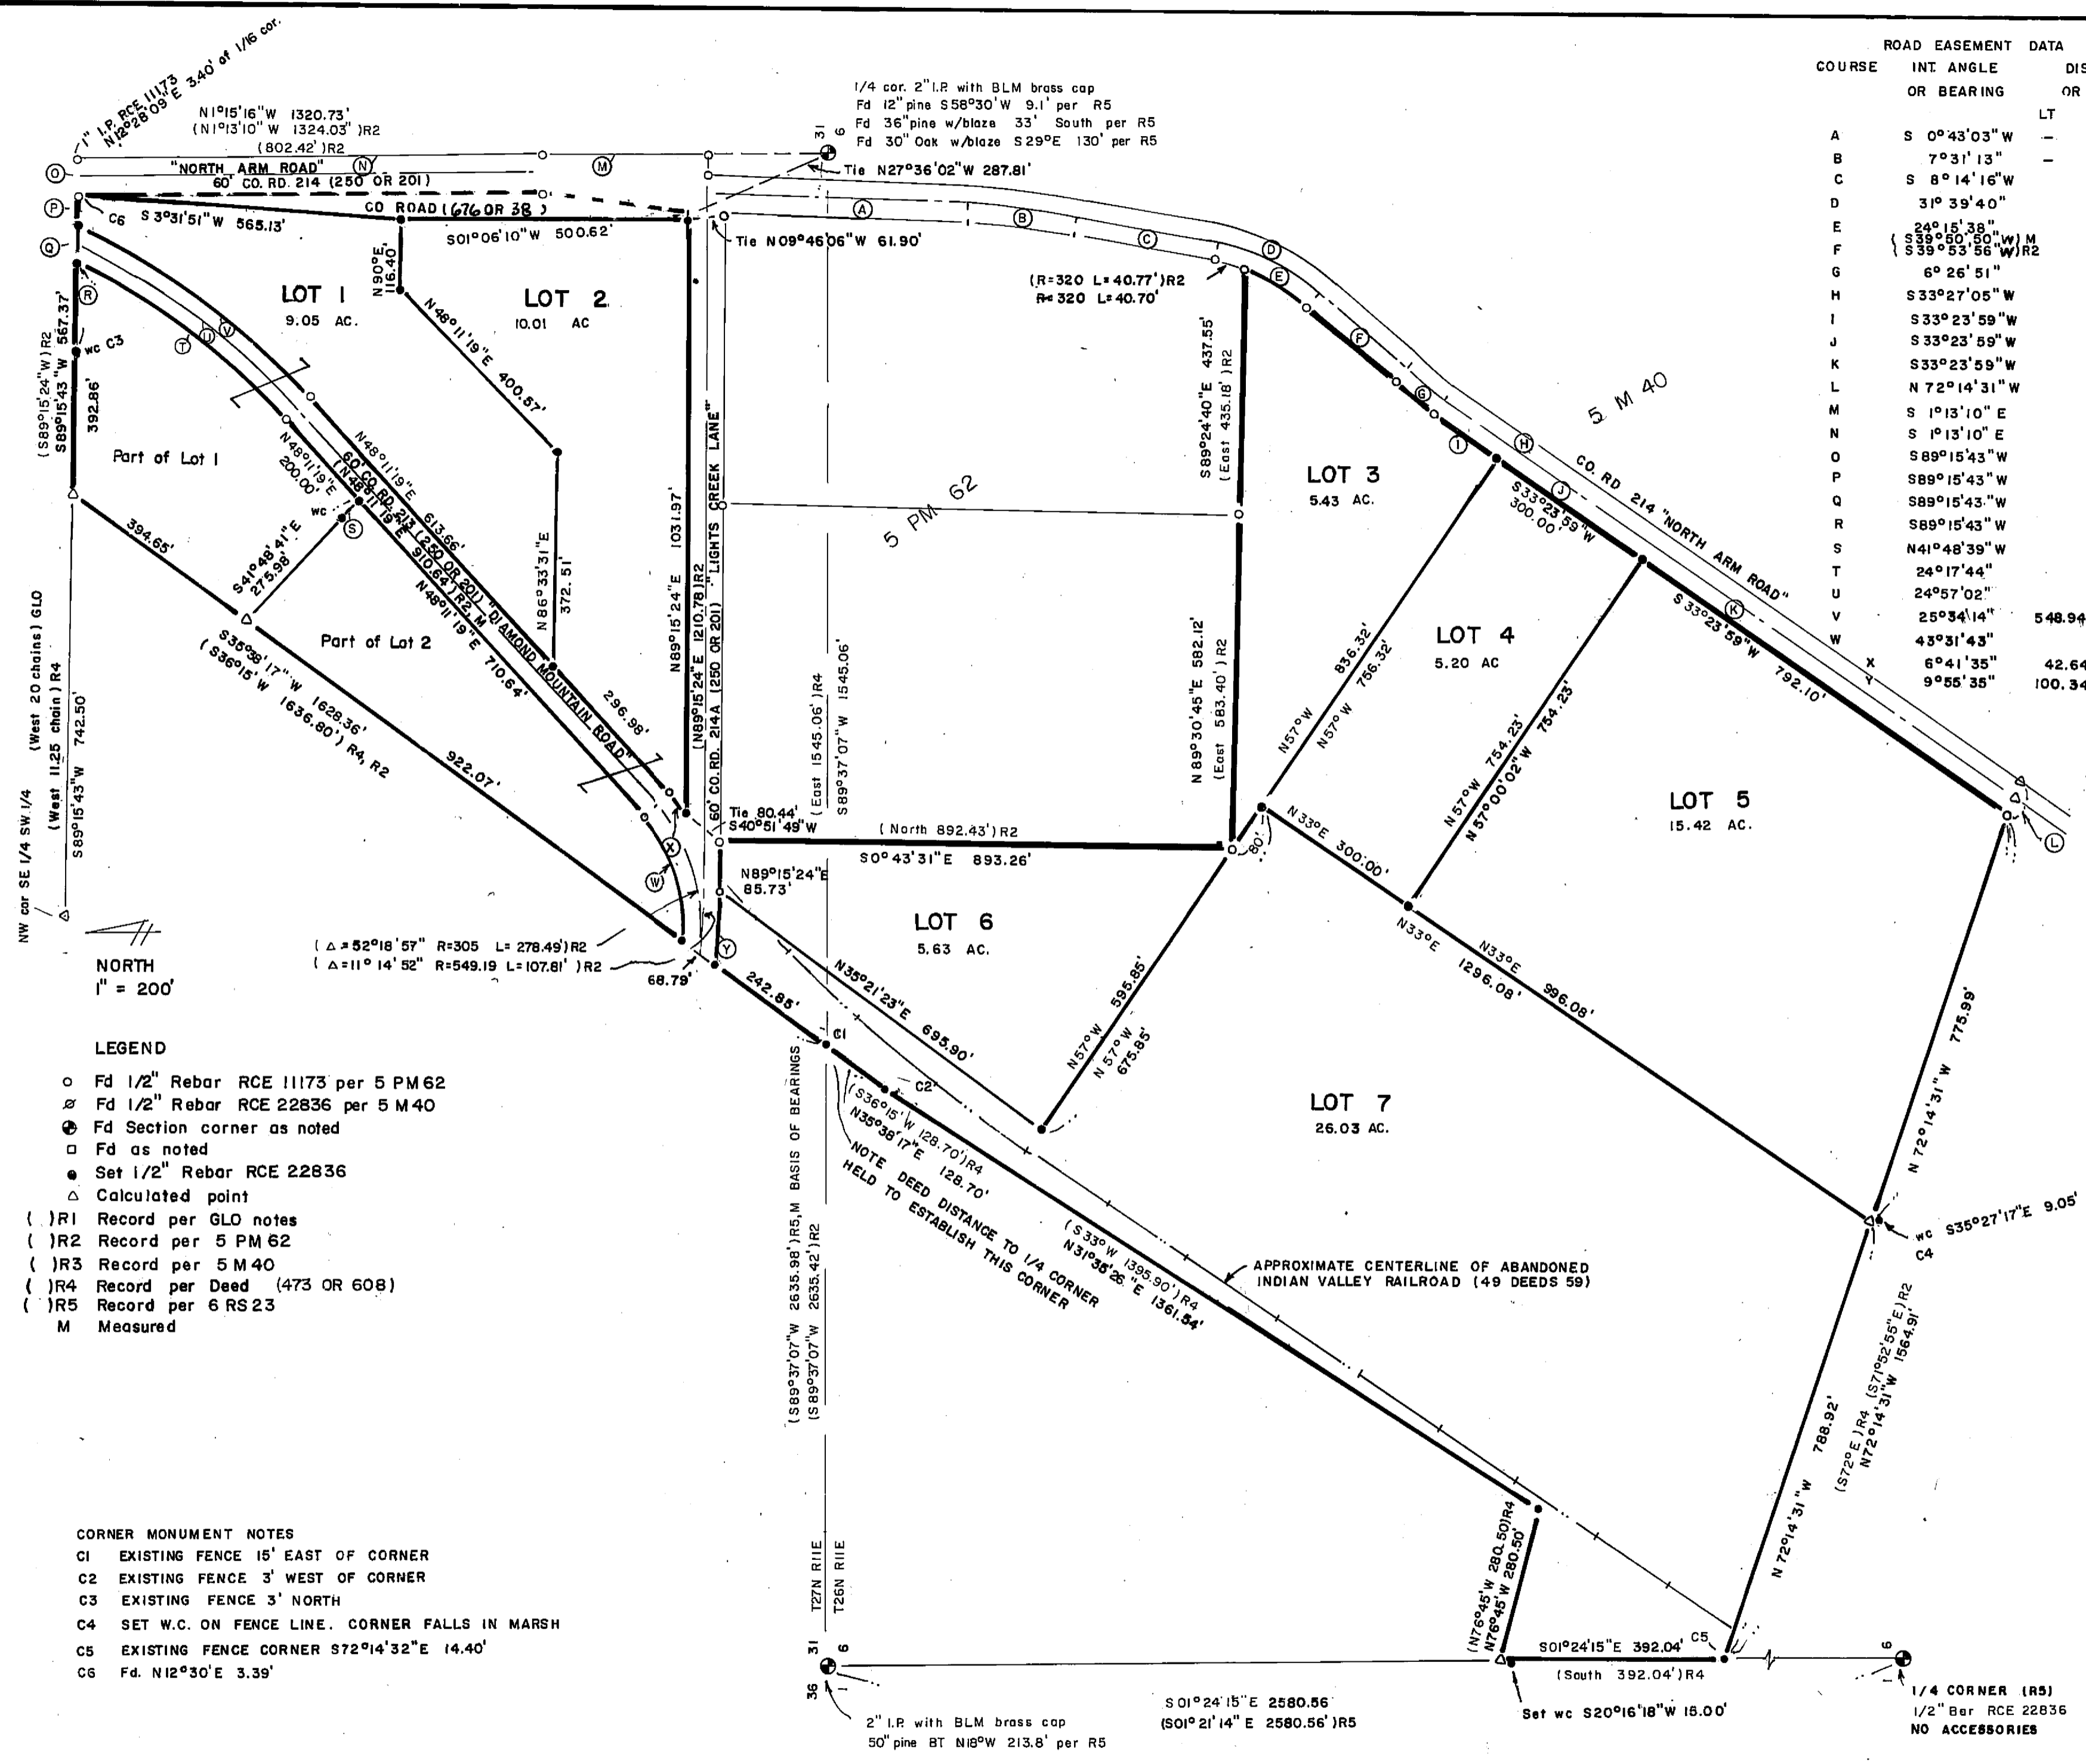 1" I.P. RCE 11173
N12°28'09"E 3.40' of 1/16 cor.
N1°15'16"W 1320.73'
(N1°13'10"W 1324.03')R2
(802.42')R2
"NORTH ARM ROAD"
60' CO. RD. 214 (250 OR 201)
CO ROAD (676 OR 38)
O
N
M
P
Q
C6
S 3°31'51"W 565.13'
S01°06'10"W 500.62'
1/4 cor. 2" I.P. with BLM brass cap
Fd 12" pine S58°30'W 9.1' per R5
Fd 36" pine w/blaze 33' South per R5
Fd 30" Oak w/blaze S29°E 130' per R5
31
6
Tie N27°36'02"W 287.81'
Tie N09°46'06"W 61.90'
A
B
C
D
E
F
G
H
I
J
K
L
(R=320 L=40.77')R2
R=320 L=40.70'
ROAD EASEMENT DATA
COURSE INT. ANGLE DIS
OR BEARING OR
LT
A S 0°43'03"W –
B 7°31'13" –
C S 8°14'16"W
D 31°39'40"
E 24°15'38"
(S39°50'50"W)M
F (S39°53'56"W)R2
G 6°26'51"
H S33°27'05"W
I S33°23'59"W
J S33°23'59"W
K S33°23'59"W
L N 72°14'31"W
M S 1°13'10"E
N S 1°13'10"E
O S89°15'43"W
P S89°15'43"W
Q S89°15'43"W
R S89°15'43"W
S N41°48'39"W
T 24°17'44"
U 24°57'02"
V 25°34'14" 548.94
W 43°31'43"
X 6°41'35" 42.64
Y 9°55'35" 100.34
LOT 1
9.05 AC.
N90°E
116.40'
LOT 2
10.01 AC
N48°11'19"E 400.57'
N86°33'31"E
372.51'
R
wc C3
T
U
V
(S89°15'24"W)R2
S89°15'43"W 567.37'
392.86'
Part of Lot 1
N48°11'19"E
200.00'
wc
S
N48°11'19"E 613.66'
60' CO. RD. 213 (250 OR 201) "DIAMOND MOUNTAIN ROAD"
(N48°11'19"E 910.64')R2, M
N48°11'19"E 710.64'
296.98'
394.65'
S41°48'41"E
275.98'
Part of Lot 2
S35°38'17"W 1628.36'
(S36°15'W 1636.80')R4, R2
922.07'
NW cor SE 1/4 SW 1/4
(West 20 chains) GLO
(West 11.25 chain) R4
S89°15'43"W 742.50'
N89°15'24"E 1031.97'
(N89°15'24"E 1210.78')R2
60' CO. RD. 214A (250 OR 201) "LIGHTS CREEK LANE"
(East 1545.06')R4
S89°37'07"W 1545.06'
5 PM 62
S89°24'40"E 437.55'
(East 435.18')R2
N89°30'45"E 582.12'
(East 583.40')R2
LOT 3
5.43 AC.
5 M 40
CO. RD 214 "NORTH ARM ROAD"
S33°23'59"W
300.00'
S33°23'59"W 792.10'
LOT 4
5.20 AC
836.32'
N57°W
N57°W 756.32'
N57°W 754.23'
N57°00'02"W 754.23'
LOT 5
15.42 AC.
Tie 80.44'
S40°51'49"W
(North 892.43')R2
S0°43'31"E 893.26'
80'
N33°E 300.00'
N33°E
N33°E 996.08'
1296.08'
X
W
Y
N89°15'24"E
85.73'
LOT 6
5.63 AC.
(Δ=52°18'57" R=305 L=278.49')R2
(Δ=11°14'52" R=549.19 L=107.81')R2
68.79'
242.85'
N35°21'23"E 695.90'
N57°W 595.85'
N57°W
675.85'
NORTH
1" = 200'
C1
C2
(S36°15'W 128.70')R4
N35°38'17"E 128.70'
NOTE DEED DISTANCE TO 1/4 CORNER
HELD TO ESTABLISH THIS CORNER
(S33°W 1395.90')R4
N31°35'26"E 1361.54'
LOT 7
26.03 AC.
APPROXIMATE CENTERLINE OF ABANDONED
INDIAN VALLEY RAILROAD (49 DEEDS 59)
N72°14'31"W 775.99'
wc S35°27'17"E 9.05'
C4
N72°14'31"W 788.92'
(S72°E)R4 (S71°52'55"E)R2
N72°14'31"W 1564.91'
LEGEND
Fd 1/2" Rebar RCE 11173 per 5 PM 62
Fd 1/2" Rebar RCE 22836 per 5 M 40
Fd Section corner as noted
Fd as noted
Set 1/2" Rebar RCE 22836
Calculated point
( )R1 Record per GLO notes
( )R2 Record per 5 PM 62
( )R3 Record per 5 M 40
( )R4 Record per Deed (473 OR 608)
( )R5 Record per 6 RS 23
M Measured
(S89°37'07"W 2635.98')R5,M BASIS OF BEARINGS
(S89°37'07"W 2635.42')R2
T27N R11E
T26N R11E
CORNER MONUMENT NOTES
C1 EXISTING FENCE 15' EAST OF CORNER
C2 EXISTING FENCE 3' WEST OF CORNER
C3 EXISTING FENCE 3' NORTH
C4 SET W.C. ON FENCE LINE. CORNER FALLS IN MARSH
C5 EXISTING FENCE CORNER S72°14'32"E 14.40'
C6 Fd. N12°30'E 3.39'
36 31
1 6
2" I.P. with BLM brass cap
50" pine BT N18°W 213.8' per R5
S01°24'15"E 2580.56
(S01°21'14"E 2580.56')R5
(N76°45'W 280.50)R4
N76°45'W 280.50'
S01°24'15"E 392.04'
(South 392.04')R4
C5
Set wc S20°16'18"W 15.00'
6
1
1/4 CORNER (R5)
1/2" Bar RCE 22836
NO ACCESSORIES